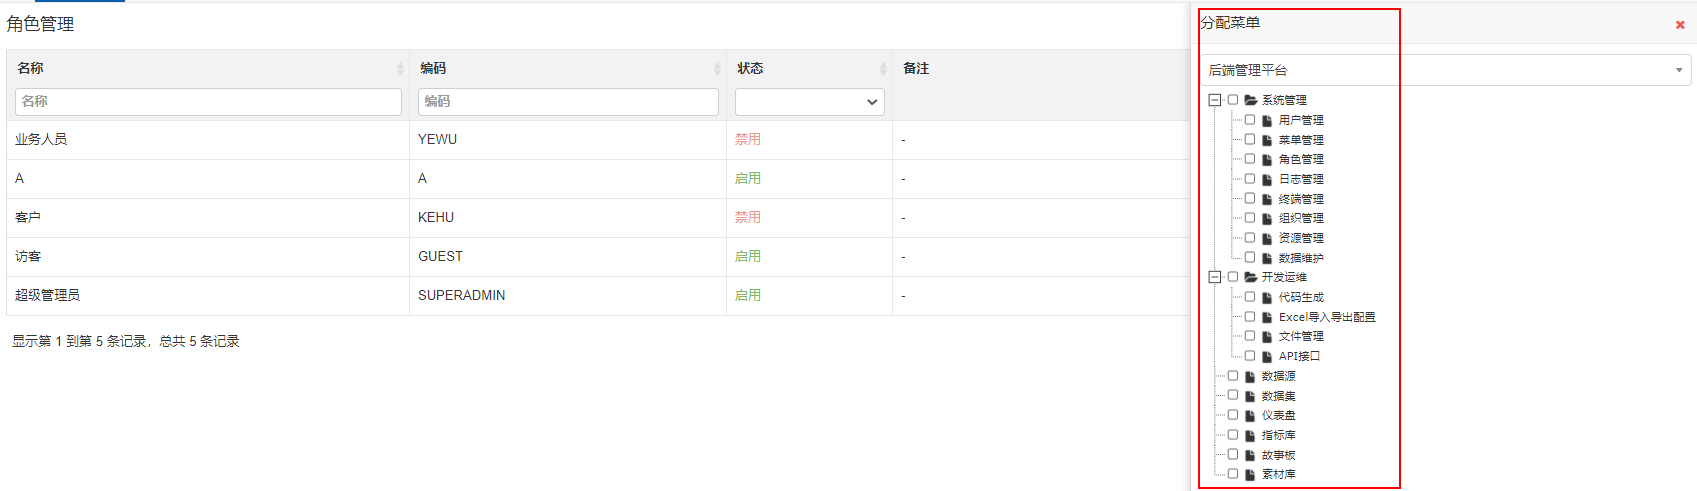 角色管理
名称 编码 状态 备注
名称 编码
业务人员 YEWU 禁用 -
A A 启用 -
客户 KEHU 禁用 -
访客 GUEST 启用 -
超级管理员 SUPERADMIN 启用 -
显示第 1 到第 5 条记录，总共 5 条记录
分配菜单
后端管理平台
系统管理
用户管理
菜单管理
角色管理
日志管理
终端管理
组织管理
资源管理
数据维护
开发运维
代码生成
Excel导入导出配置
文件管理
API接口
数据源
数据集
仪表盘
指标库
故事板
素材库